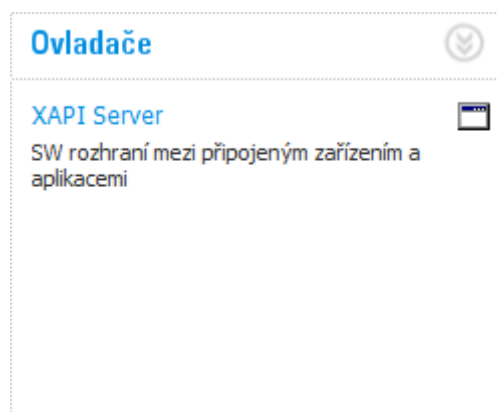 Ovladače
XAPI Server
SW rozhraní mezi připojeným zařízením a
aplikacemi